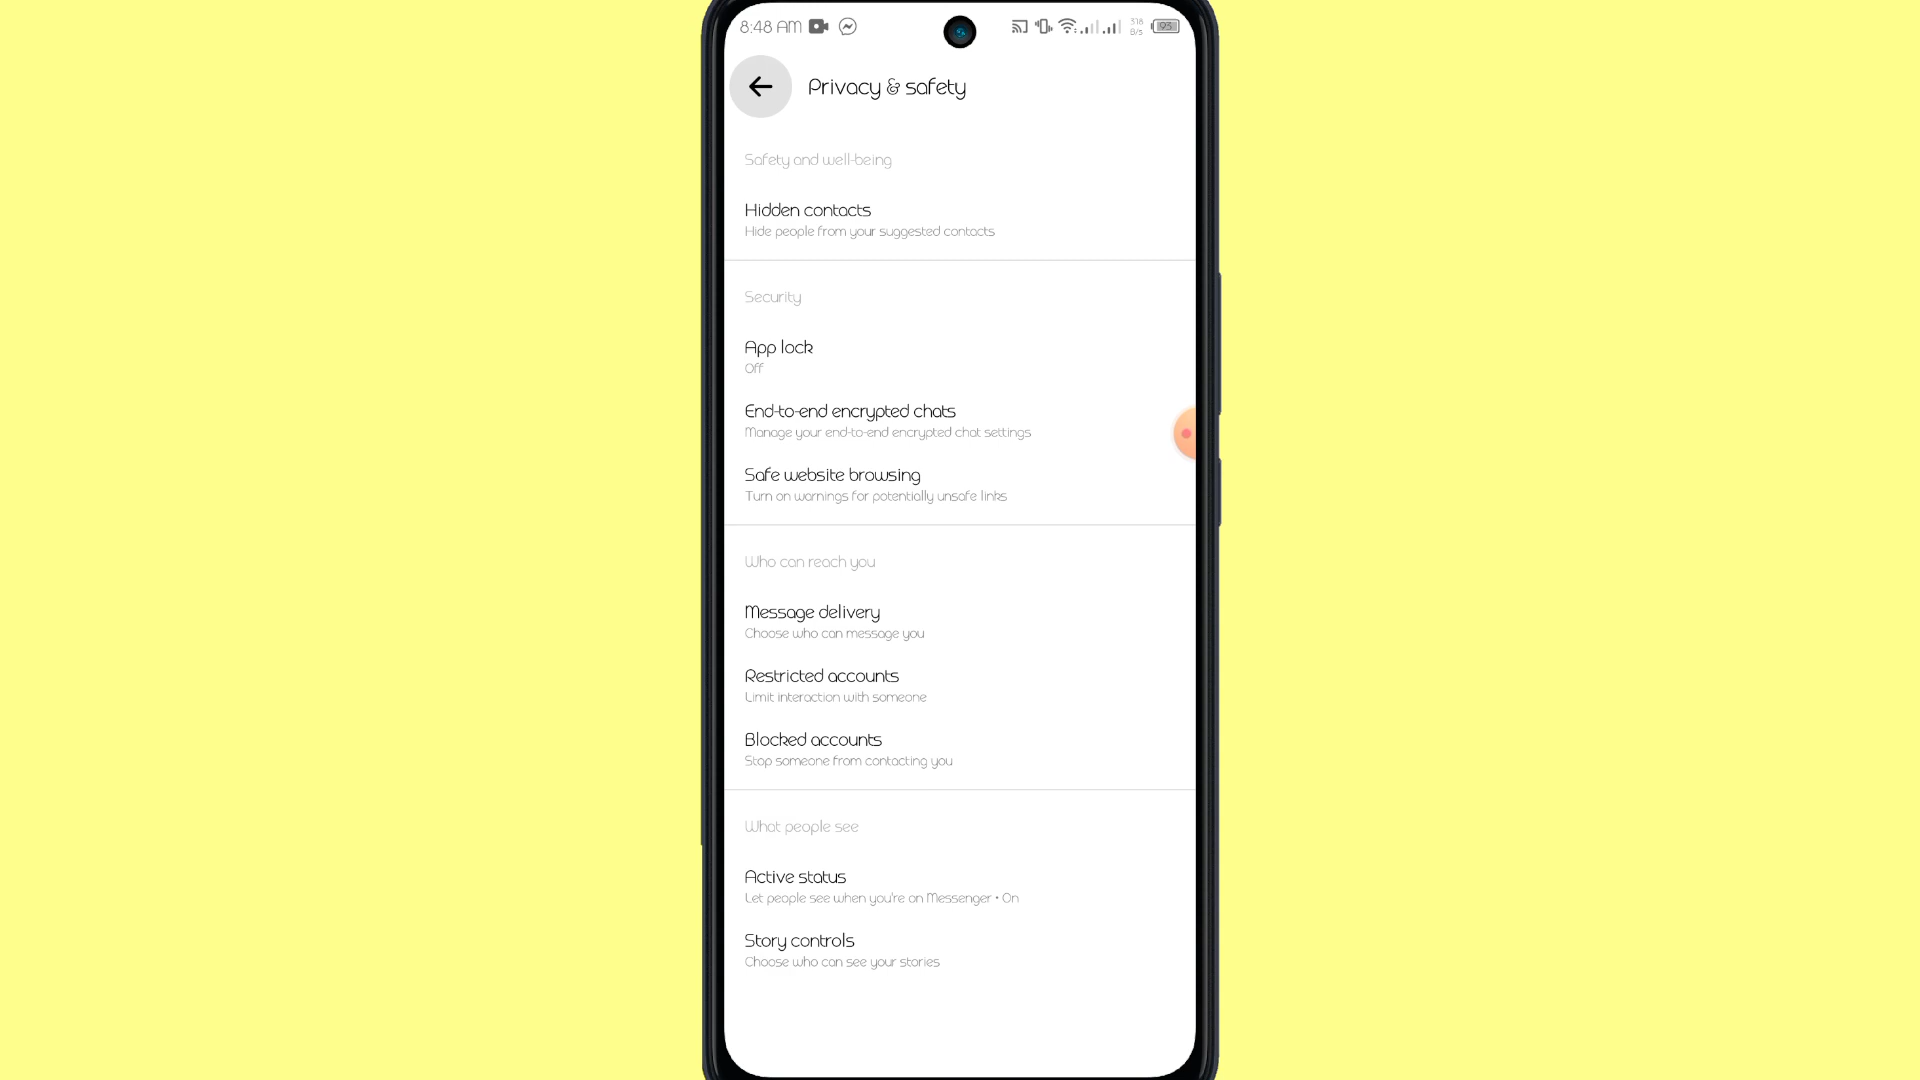 8:48 AM
318
B/s
93
Privacy & safety
Safety and well-being
Hidden contacts
Hide people from your suggested contacts
Security
App lock
Off
End-to-end encrypted chats
Manage your end-to-end encrypted chat settings
Safe website browsing
Turn on warnings for potentially unsafe links
Who can reach you
Message delivery
Choose who can message you
Restricted accounts
Limit interaction with someone
Blocked accounts
Stop someone from contacting you
What people see
Active status
Let people see when you're on Messenger • On
Story controls
Choose who can see your stories